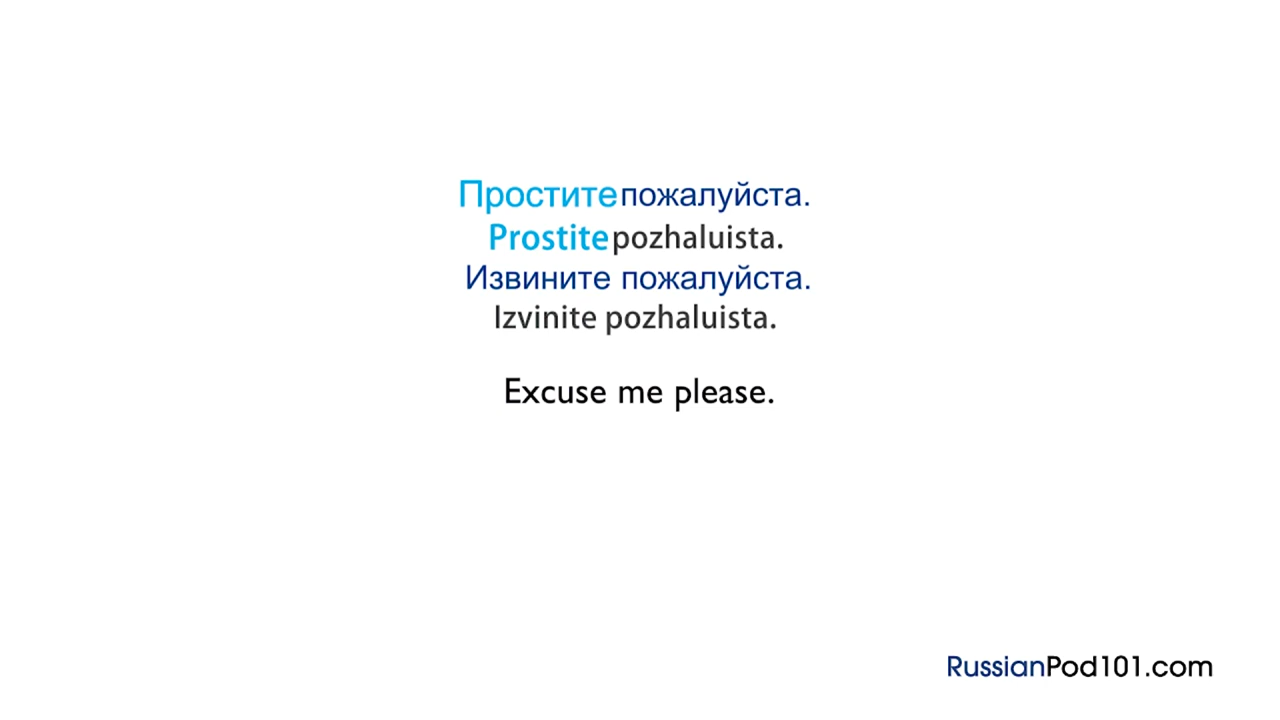 Простите пожалуйста.
Prostite pozhaluista.
Извините пожалуйста.
Izvinite pozhaluista.
Excuse me please.
RussianPod101.com